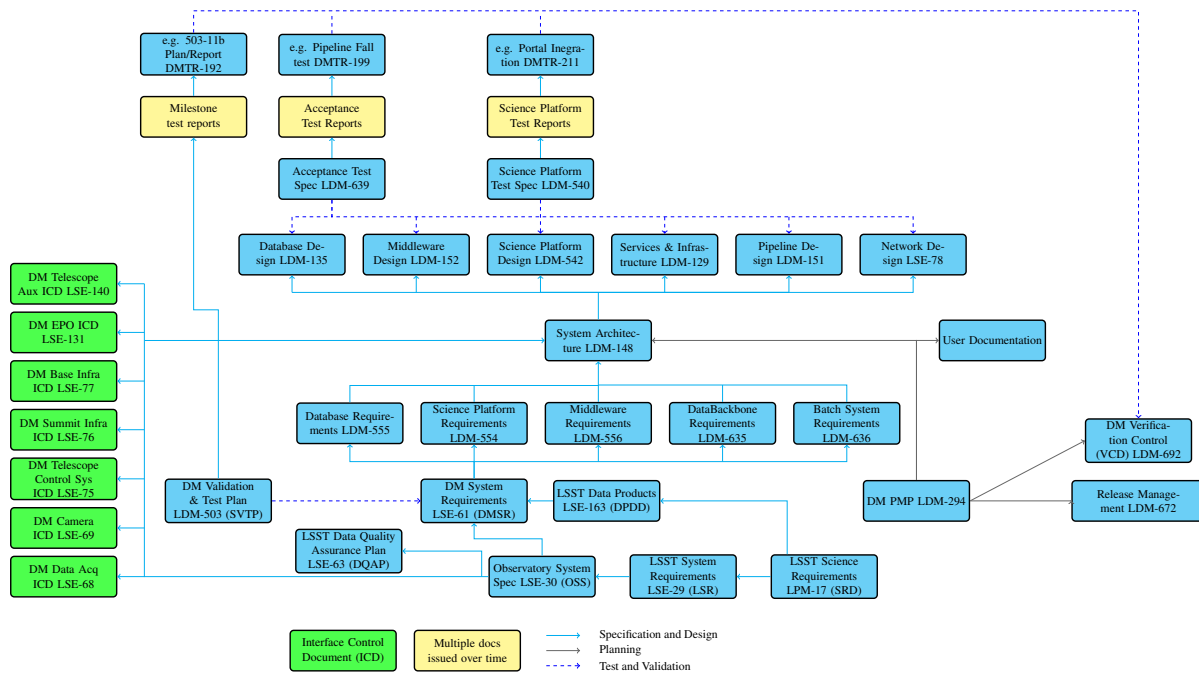 e.g. 503-11b
Plan/Report
DMTR-192
e.g. Pipeline Fall
test DMTR-199
e.g. Portal Inegra-
tion DMTR-211
Milestone
test reports
Acceptance
Test Reports
Science Platform
Test Reports
Acceptance Test
Spec LDM-639
Science Platform
Test Spec LDM-540
Database De-
sign LDM-135
Middleware
Design LDM-152
Science Platform
Design LDM-542
Services & Infras-
tructure LDM-129
Pipeline De-
sign LDM-151
Network De-
sign LSE-78
DM Telescope
Aux ICD LSE-140
DM EPO ICD
LSE-131
DM Base Infra
ICD LSE-77
DM Summit Infra
ICD LSE-76
DM Telescope
Control Sys
ICD LSE-75
DM Camera
ICD LSE-69
DM Data Acq
ICD LSE-68
System Architec-
ture LDM-148
User Documentation
Database Require-
ments LDM-555
Science Platform
Requirements
LDM-554
Middleware
Requirements
LDM-556
DataBackbone
Requirements
LDM-635
Batch System
Requirements
LDM-636
DM Verifica-
tion Control
(VCD) LDM-692
DM Validation
& Test Plan
LDM-503 (SVTP)
DM System
Requirements
LSE-61 (DMSR)
LSST Data Products
LSE-163 (DPDD)
DM PMP LDM-294
Release Manage-
ment LDM-672
LSST Data Quality
Assurance Plan
LSE-63 (DQAP)
Observatory System
Spec LSE-30 (OSS)
LSST System
Requirements
LSE-29 (LSR)
LSST Science
Requirements
LPM-17 (SRD)
Interface Control
Document (ICD)
Multiple docs
issued over time
Specification and Design
Planning
Test and Validation